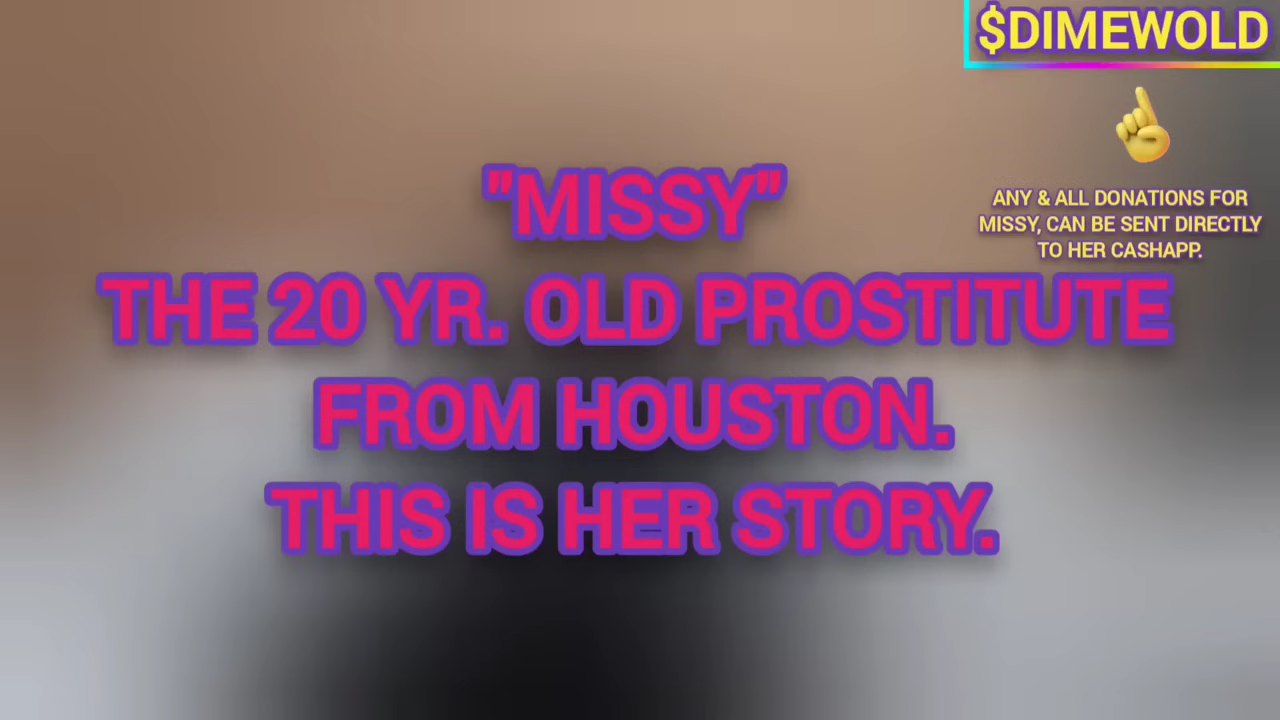 $DIMEWOLD
ANY & ALL DONATIONS FOR
MISSY, CAN BE SENT DIRECTLY
TO HER CASHAPP.
"MISSY"
THE 20 YR. OLD PROSTITUTE
FROM HOUSTON.
THIS IS HER STORY.